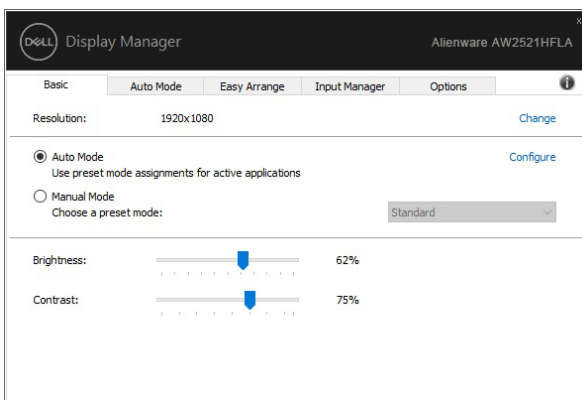 DELL Display Manager Alienware AW2521HFLA
Basic Auto Mode Easy Arrange Input Manager Options
Resolution: 1920x1080 Change
Auto Mode Configure
Use preset mode assignments for active applications
Manual Mode
Choose a preset mode: Standard
Brightness: 62%
Contrast: 75%